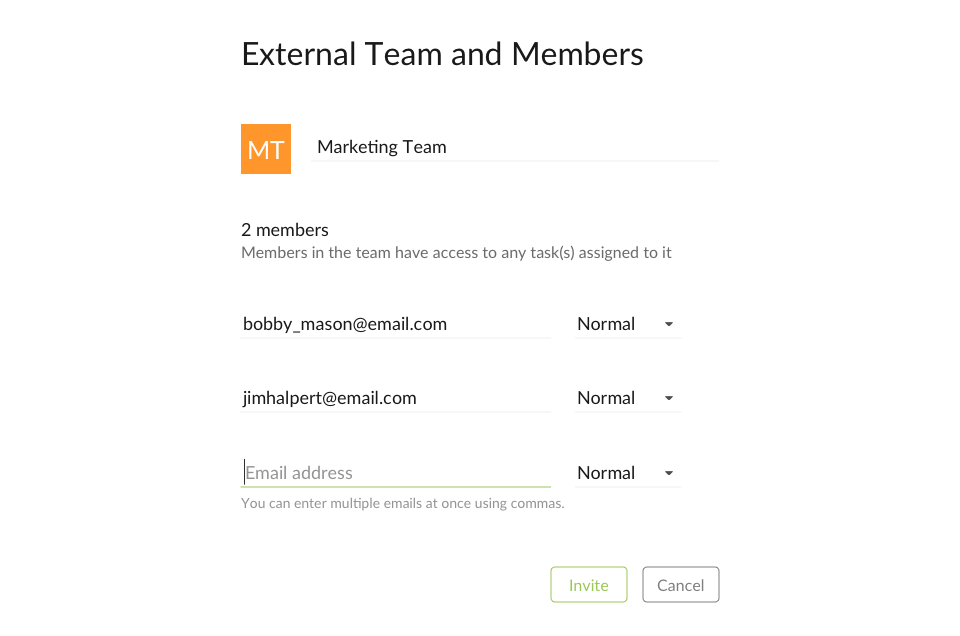 External Team and Members
MT
Marketing Team
2 members
Members in the team have access to any task(s) assigned to it
bobby_mason@email.com Normal
jimhalpert@email.com Normal
Email address Normal
You can enter multiple emails at once using commas.
Invite Cancel